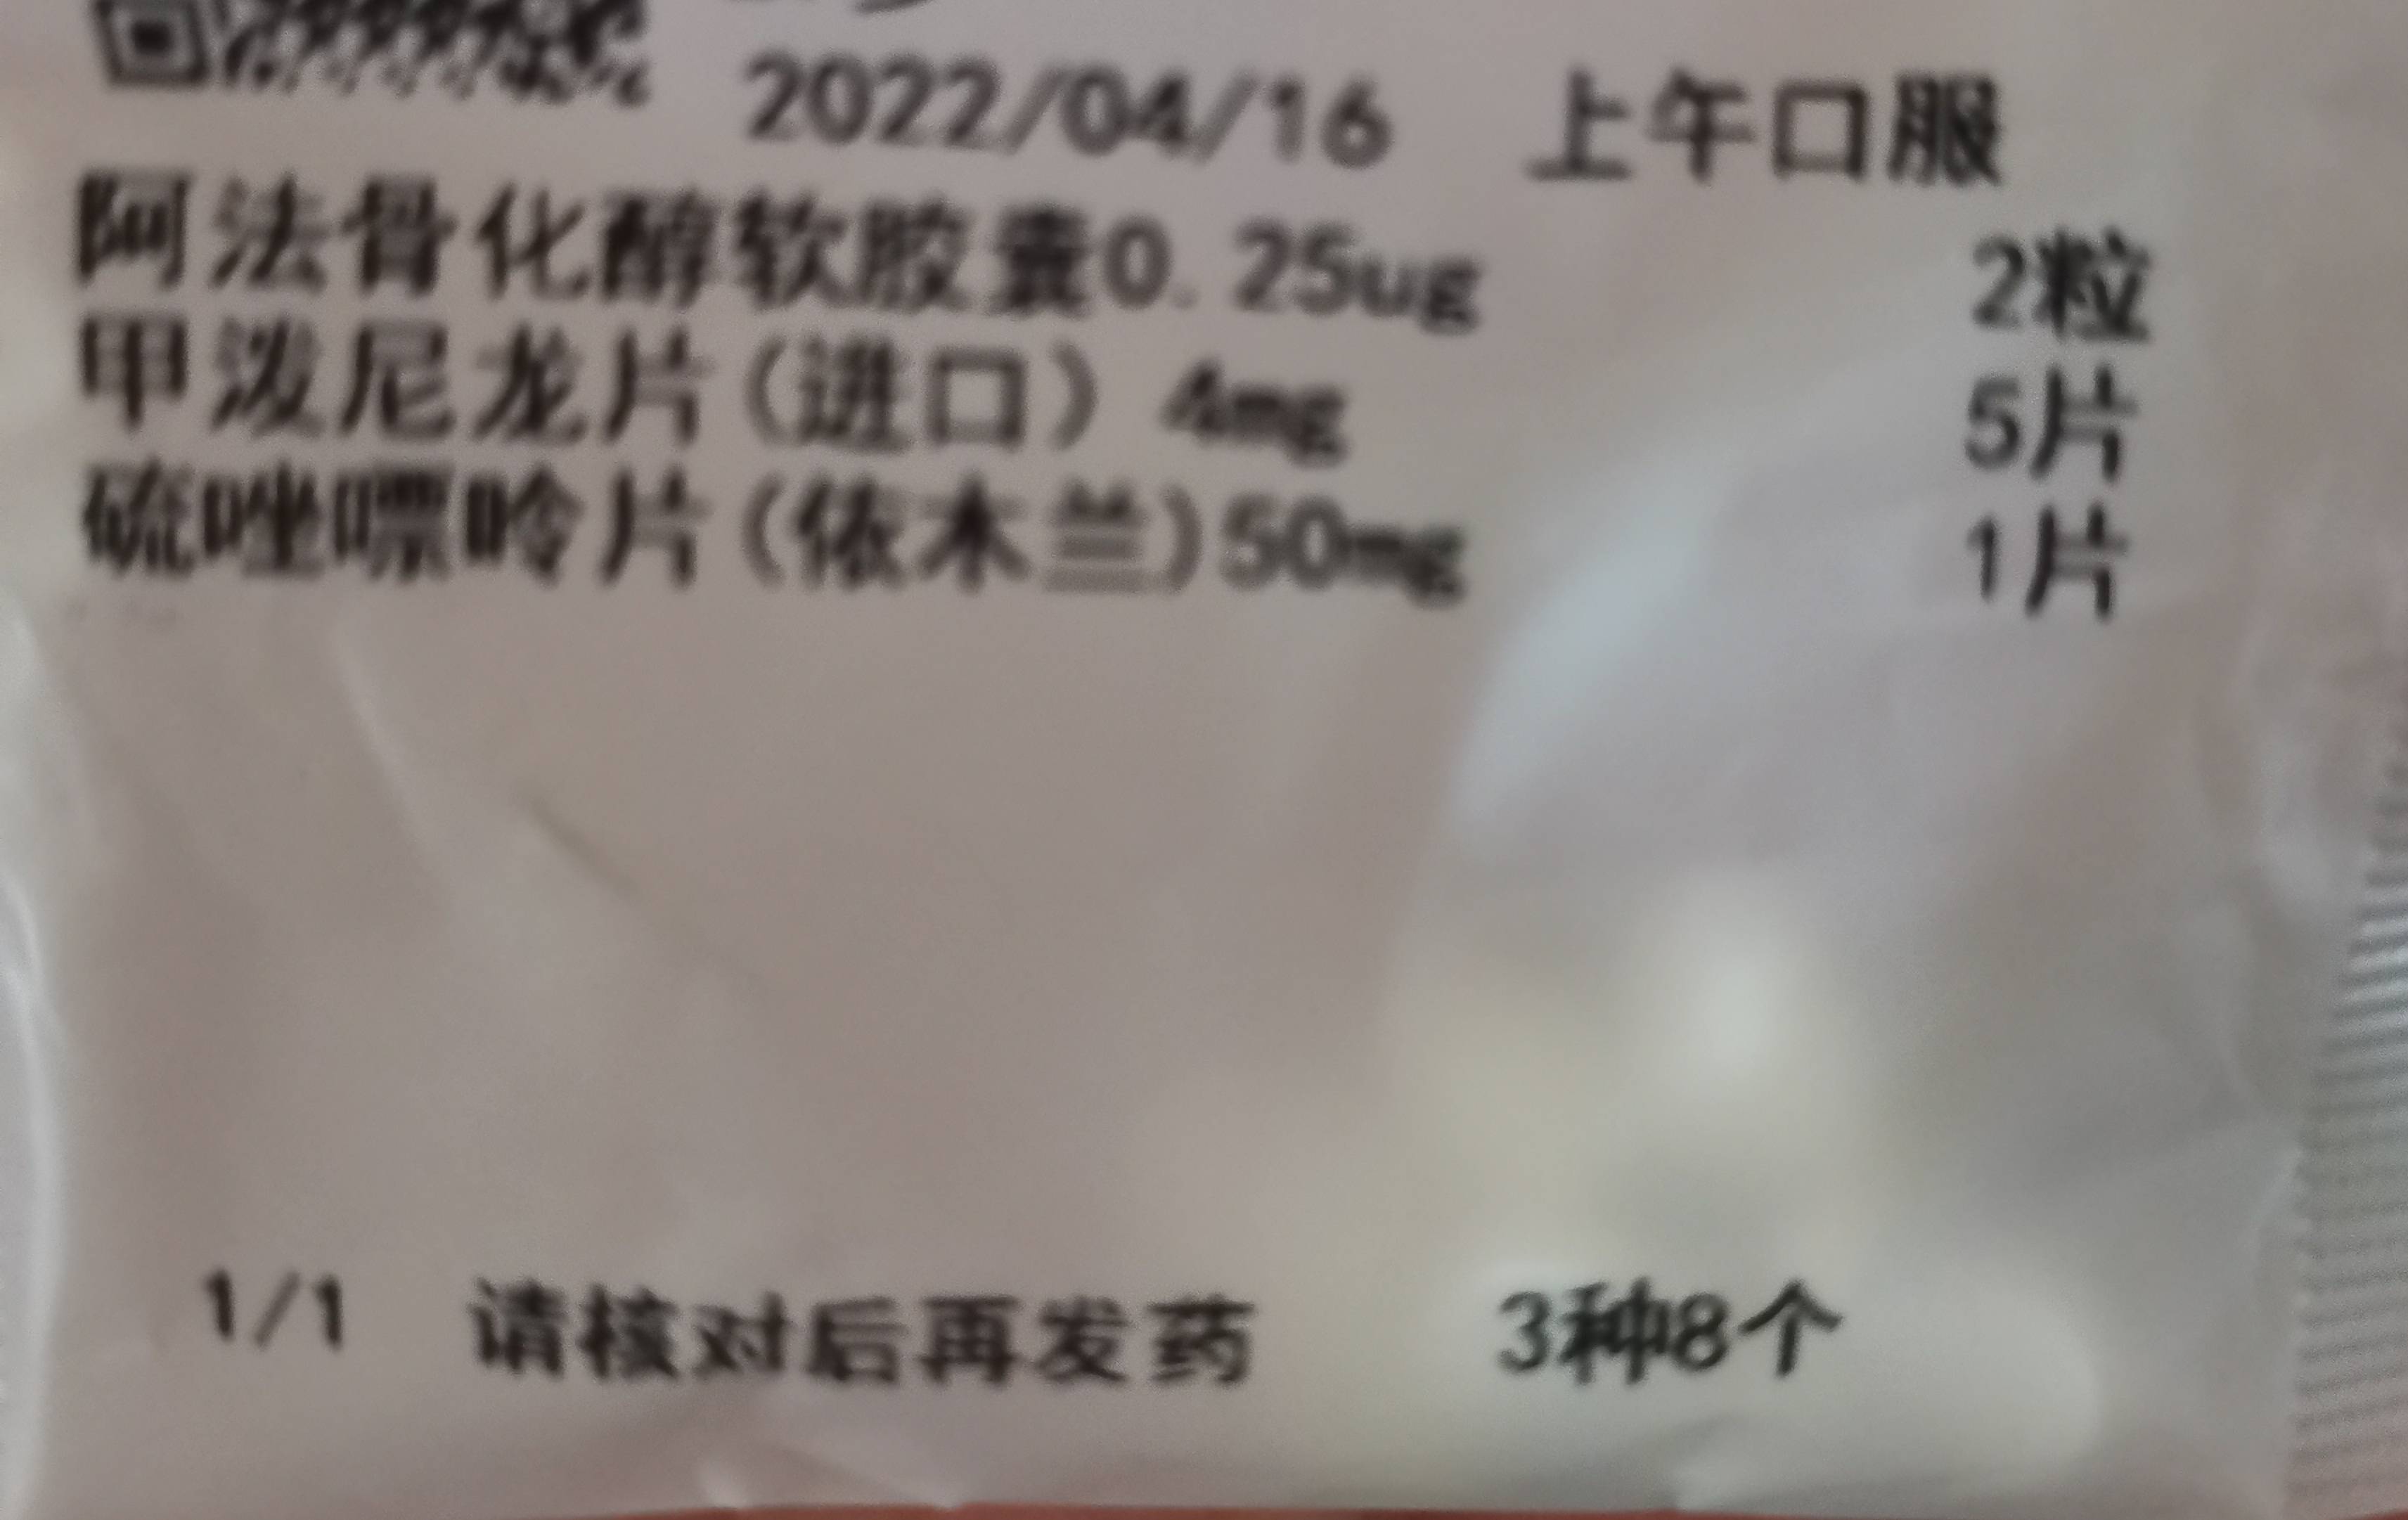 2022/04/16 上午口服
阿法骨化醇软胶囊0.25ug 2粒
甲泼尼龙片(进口) 4mg 5片
硫唑嘌呤片(依木兰)50mg 1片
1/1 请核对后再发药 3种8个